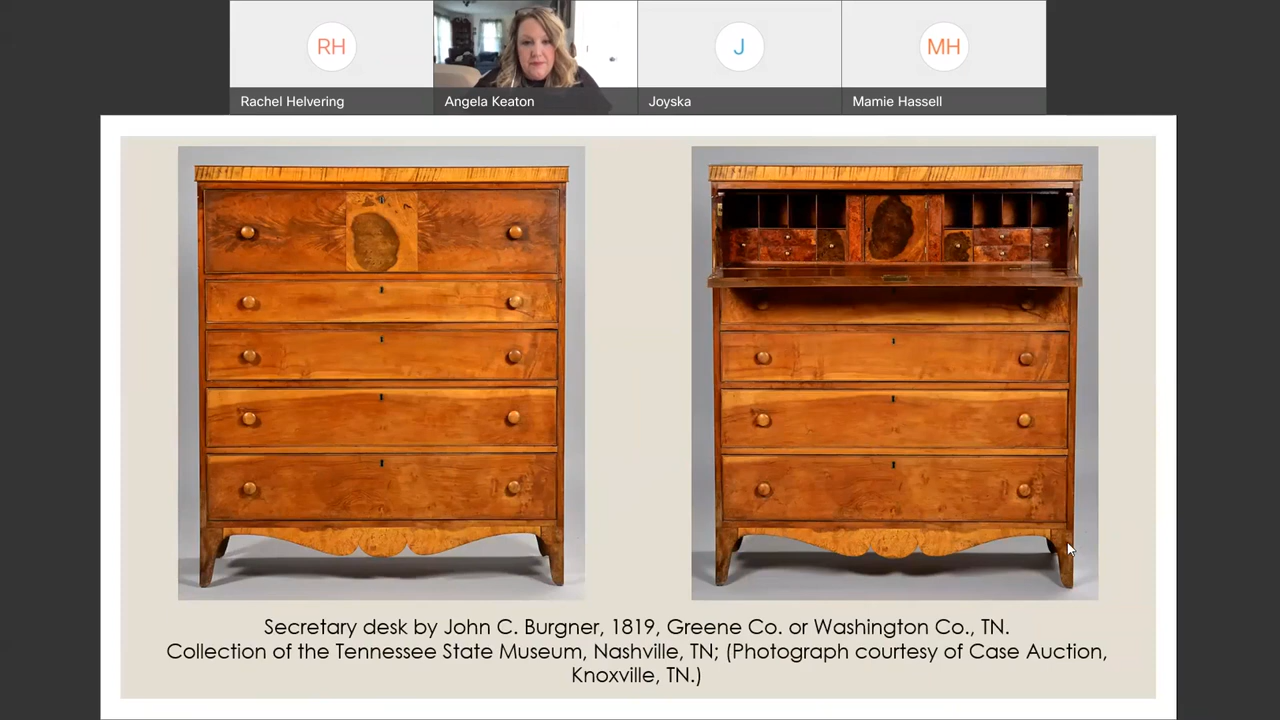 RH
J
MH
Rachel Helvering
Angela Keaton
Joyska
Mamie Hassell
Secretary desk by John C. Burgner, 1819, Greene Co. or Washington Co., TN.
Collection of the Tennessee State Museum, Nashville, TN; (Photograph courtesy of Case Auction,
Knoxville, TN.)